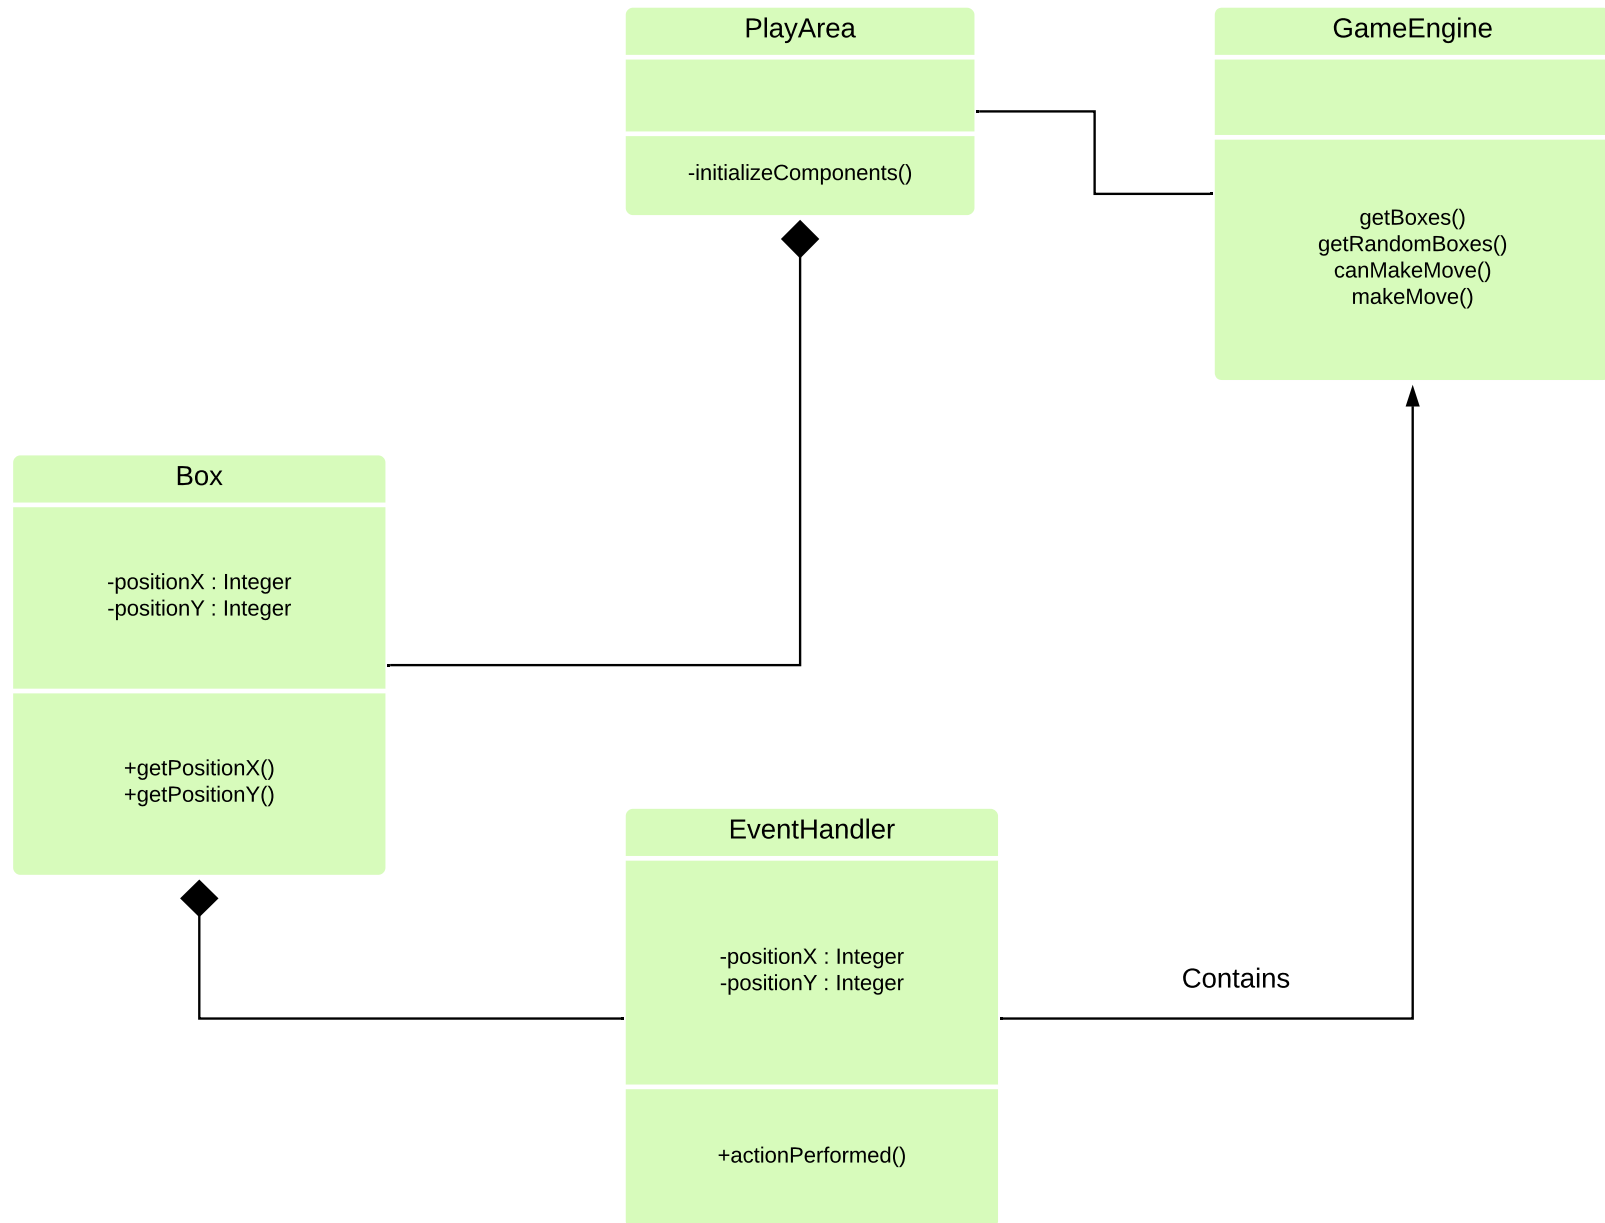 PlayArea
-initializeComponents()
GameEngine
getBoxes()
getRandomBoxes()
canMakeMove()
makeMove()
Box
-positionX : Integer
-positionY : Integer
+getPositionX()
+getPositionY()
EventHandler
-positionX : Integer
-positionY : Integer
+actionPerformed()
Contains